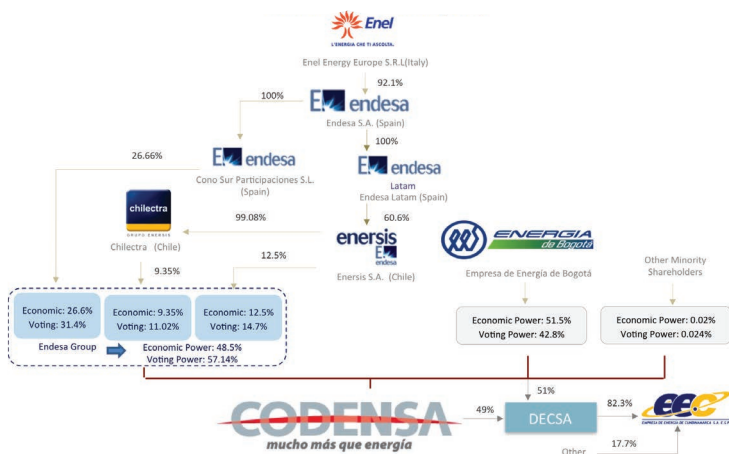 Enel
L'ENERGIA CHE TI ASCOLTA.
Enel Energy Europe S.R.L(Italy)
92.1%
100%
endesa
Endesa S.A. (Spain)
100%
26.66%
endesa
Cono Sur Participaciones S.L.
(Spain)
endesa
Latam
Endesa Latam (Spain)
chilectra
GRUPO ENERSIS
Chilectra (Chile)
99.08%
60.6%
enersis
endesa
Enersis S.A. (Chile)
ENERGIA
de Bogotá
Empresa de Energía de Bogotá
Other Minority
Shareholders
9.35%
12.5%
Economic: 26.6%
Voting: 31.4%
Economic: 9.35%
Voting: 11.02%
Economic: 12.5%
Voting: 14.7%
Endesa Group
Economic Power: 48.5%
Voting Power: 57.14%
Economic Power: 51.5%
Voting Power: 42.8%
Economic Power: 0.02%
Voting Power: 0.024%
CODENSA
mucho más que energía
49%
51%
DECSA
82.3%
eec
EMPRESA DE ENERGIA DE CUNDINAMARCA S.A. E.S.P.
Other
17.7%